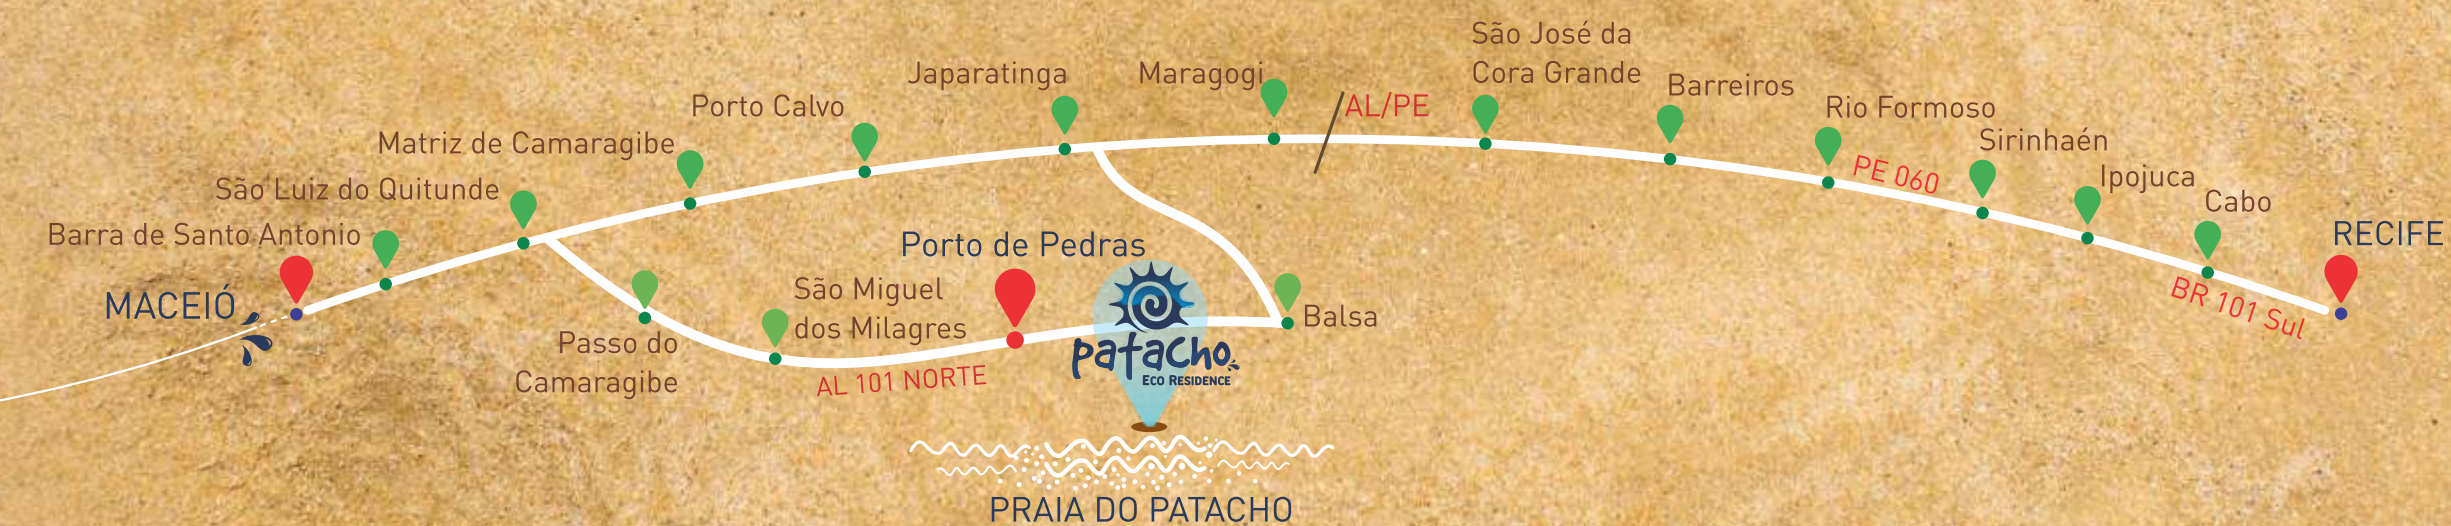 São José da
Cora Grande
Japaratinga
Maragogi
Barreiros
Porto Calvo
AL/PE
Rio Formoso
Matriz de Camaragibe
Sirinhaén
PE 060
Ipojuca
São Luiz do Quitunde
Cabo
Barra de Santo Antonio
Porto de Pedras
RECIFE
MACEIÓ
São Miguel
dos Milagres
Balsa
BR 101 Sul
Passo do
Camaragibe
patacho
ECO RESIDENCE
AL 101 NORTE
PRAIA DO PATACHO